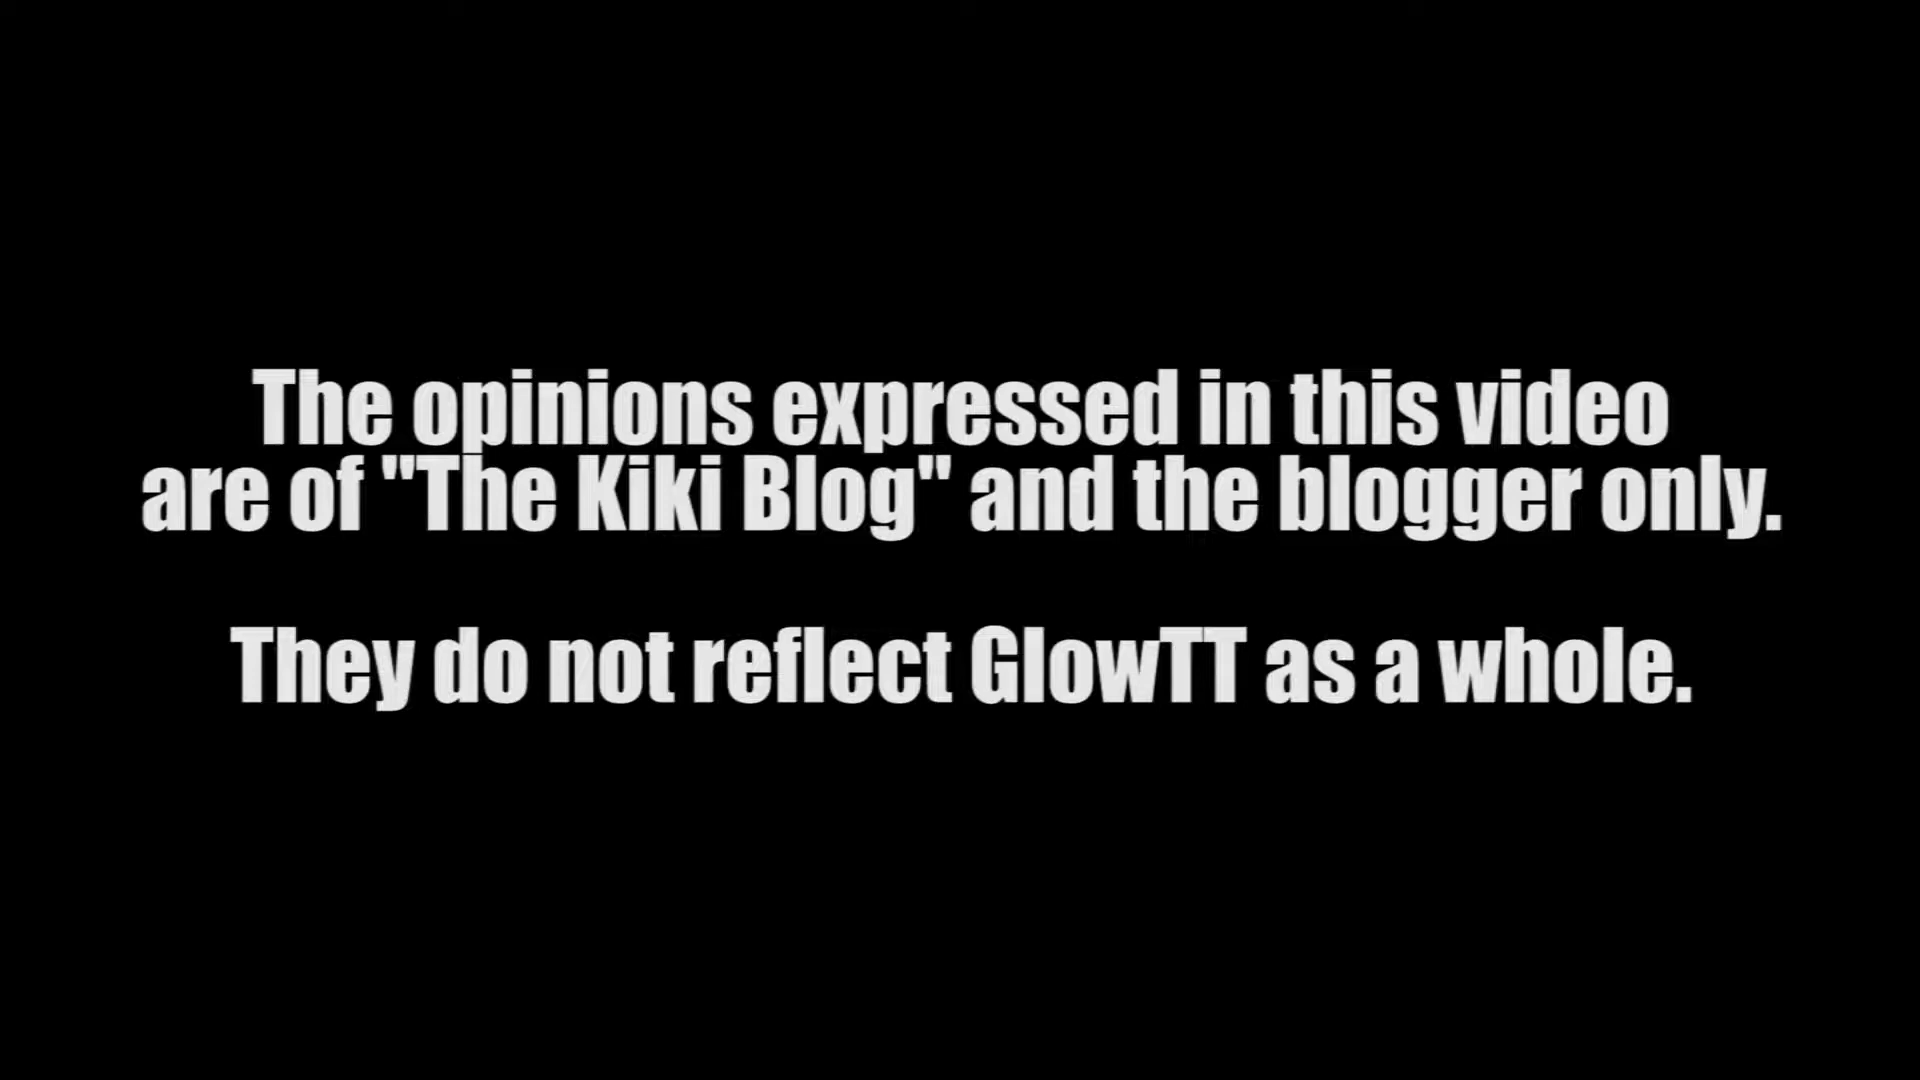 The opinions expressed in this video
are of "The Kiki Blog" and the blogger only.
They do not reflect GlowTT as a whole.